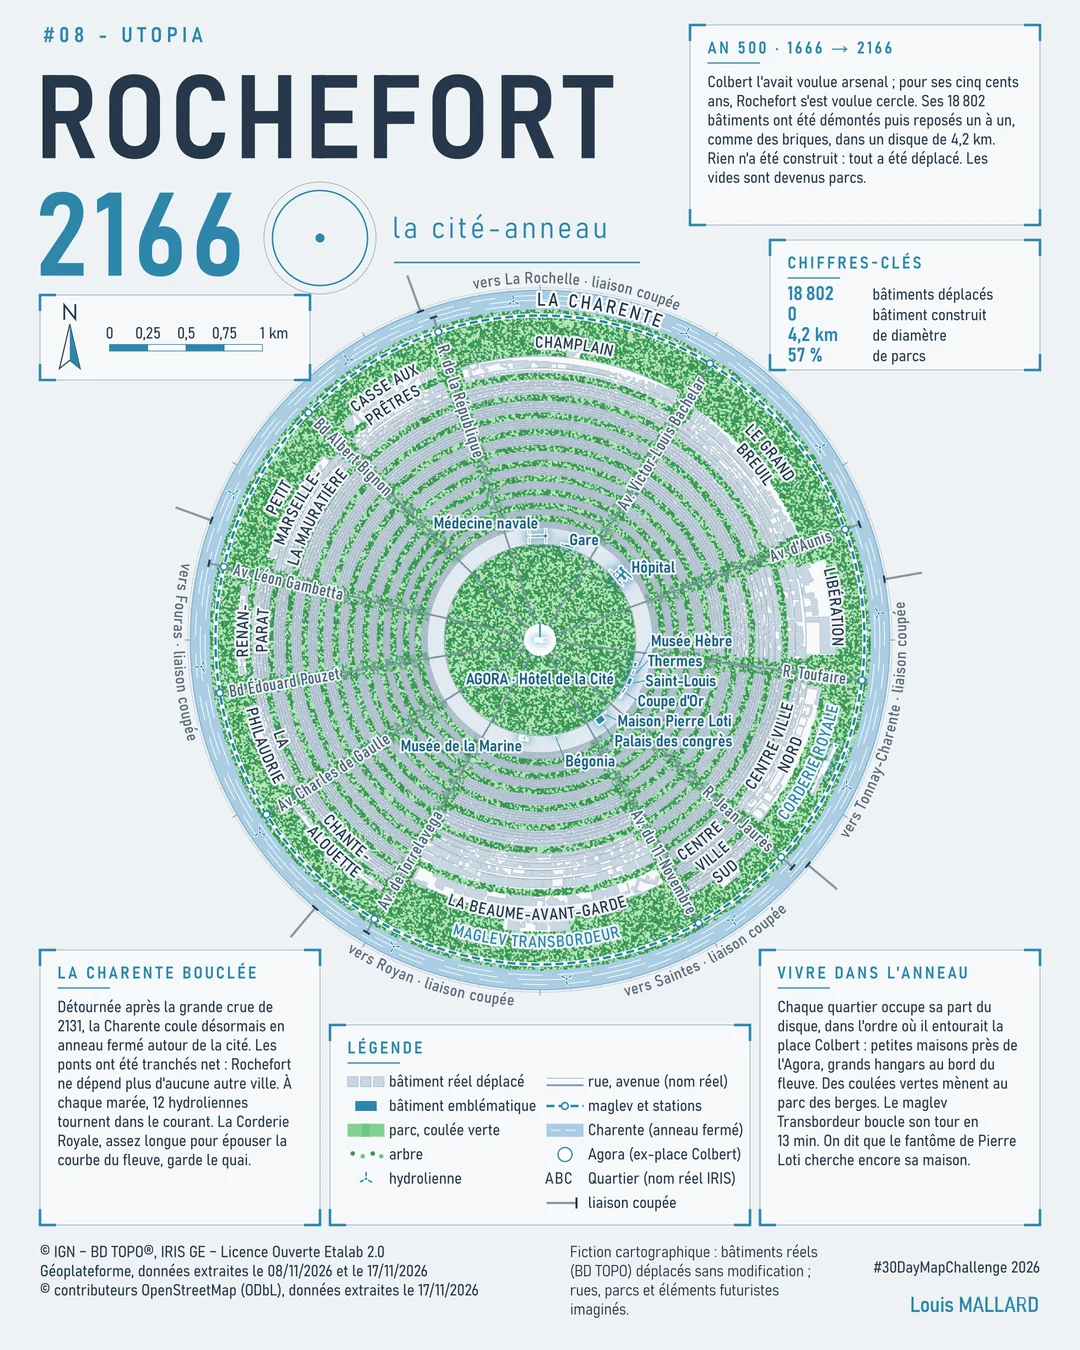 #08 - UTOPIA
ROCHEFORT
2166
la cité-anneau
AN 500 · 1666 → 2166
Colbert l'avait voulue arsenal ; pour ses cinq cents
ans, Rochefort s'est voulue cercle. Ses 18 802
bâtiments ont été démontés puis reposés un à un,
comme des briques, dans un disque de 4,2 km.
Rien n'a été construit : tout a été déplacé. Les
vides sont devenus parcs.
CHIFFRES-CLÉS
18 802 bâtiments déplacés
0 bâtiment construit
4,2 km de diamètre
57 % de parcs
N
0 0,25 0,5 0,75 1 km
vers La Rochelle · liaison coupée
LA CHARENTE
CHAMPLAIN
CASSE AUX
PRÊTRES
R. de la République
Av. Victor-Louis Bachelar
LE GRAND
BREUIL
Bd Albert Bignon
PETIT
MARSEILLE-
LA MAURATIÈRE
Médecine navale
Gare
Hôpital
Av. d'Aunis
LIBÉRATION
Av. Léon Gambetta
vers Fouras · liaison coupée
RENAN-
PARAT
Musée Hèbre
Thermes
Saint-Louis
Coupe d'Or
Maison Pierre Loti
Palais des congrès
AGORA · Hôtel de la Cité
R. Toufaire
Bd Édouard Pouzet
LA
PHILAUDRIE
Av. Charles de Gaulle
Musée de la Marine
Bégonia
CENTRE VILLE
NORD
CORDERIE ROYALE
vers Tonnay-Charente · liaison coupée
R. Jean Jaurès
CENTRE
VILLE
SUD
Av. du 11-Novembre
CHANTE-
ALOUETTE
Av. de Torrelavega
LA BEAUME-AVANT-GARDE
MAGLEV TRANSBORDEUR
vers Royan · liaison coupée
vers Saintes · liaison coupée
LA CHARENTE BOUCLÉE
Détournée après la grande crue de
2131, la Charente coule désormais en
anneau fermé autour de la cité. Les
ponts ont été tranchés net : Rochefort
ne dépend plus d'aucune autre ville. À
chaque marée, 12 hydroliennes
tournent dans le courant. La Corderie
Royale, assez longue pour épouser la
courbe du fleuve, garde le quai.
LÉGENDE
bâtiment réel déplacé
bâtiment emblématique
parc, coulée verte
arbre
hydrolienne
rue, avenue (nom réel)
maglev et stations
Charente (anneau fermé)
Agora (ex-place Colbert)
ABC Quartier (nom réel IRIS)
liaison coupée
VIVRE DANS L'ANNEAU
Chaque quartier occupe sa part du
disque, dans l'ordre où il entourait la
place Colbert : petites maisons près de
l'Agora, grands hangars au bord du
fleuve. Des coulées vertes mènent au
parc des berges. Le maglev
Transbordeur boucle son tour en
13 min. On dit que le fantôme de Pierre
Loti cherche encore sa maison.
© IGN – BD TOPO®, IRIS GE – Licence Ouverte Etalab 2.0
Géoplateforme, données extraites le 08/11/2026 et le 17/11/2026
© contributeurs OpenStreetMap (ODbL), données extraites le 17/11/2026
Fiction cartographique : bâtiments réels
(BD TOPO) déplacés sans modification ;
rues, parcs et éléments futuristes
imaginés.
#30DayMapChallenge 2026
Louis MALLARD